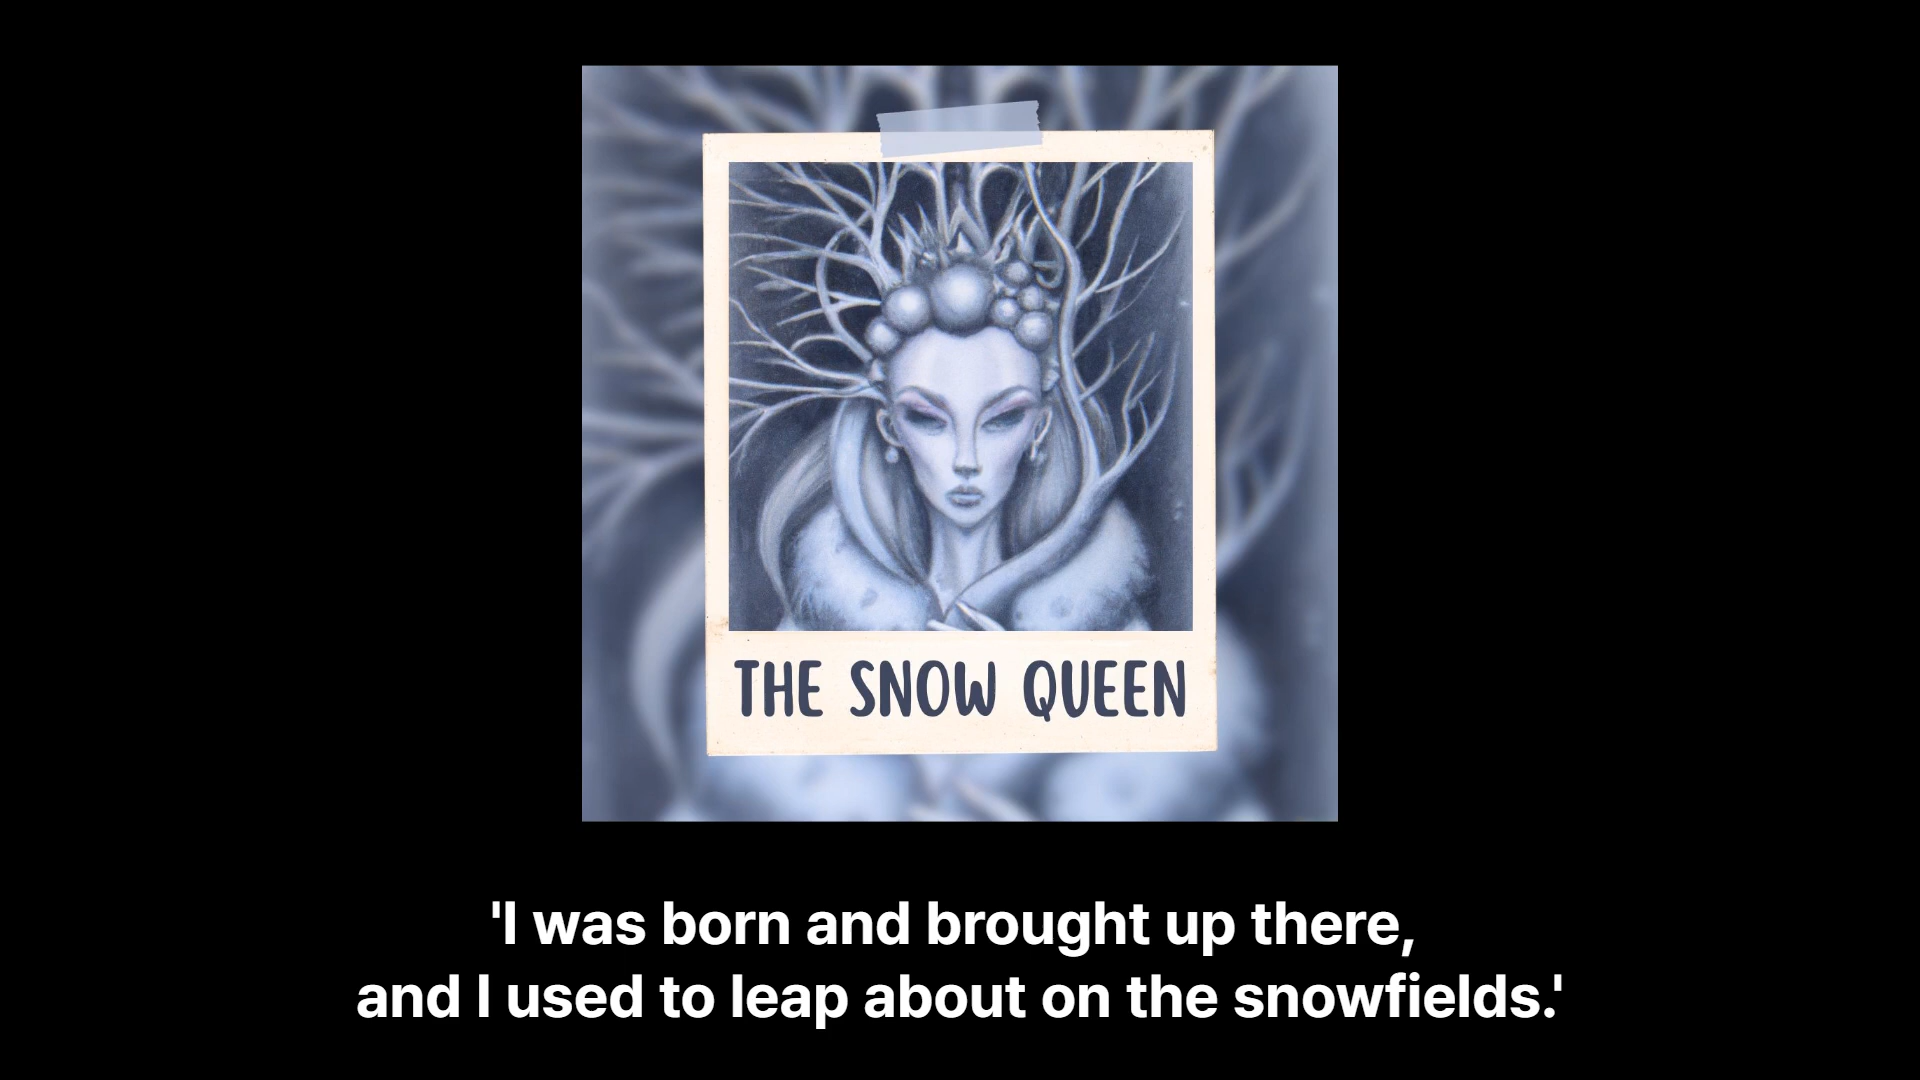 THE SNOW QUEEN
'I was born and brought up there,
and I used to leap about on the snowfields.'